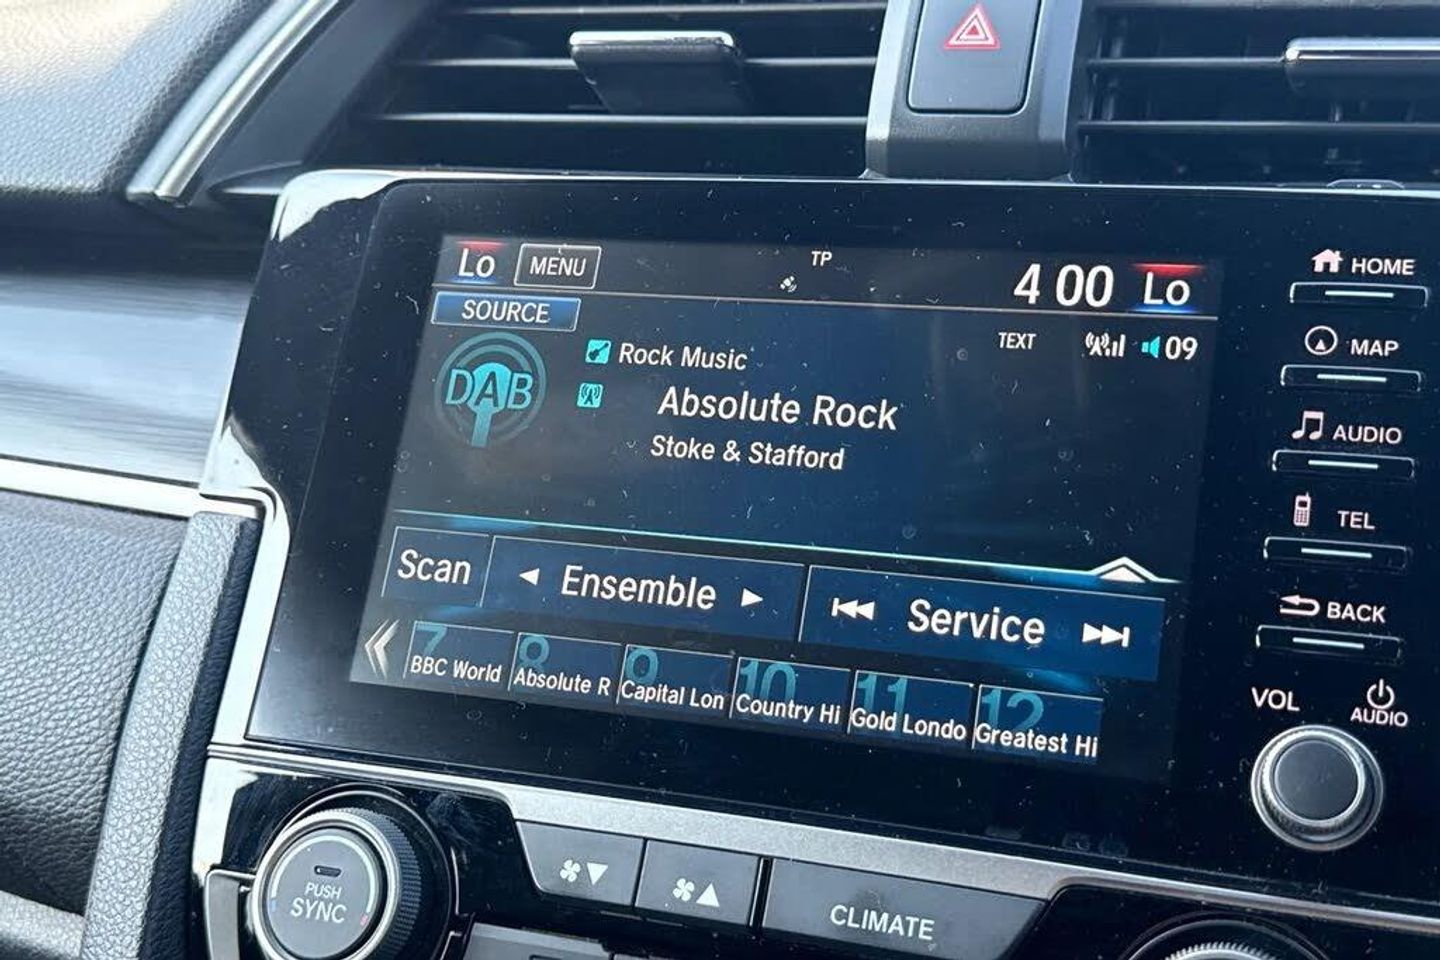 Lo MENU TP 4 00 Lo
SOURCE
TEXT 09
DAB
Rock Music
Absolute Rock
Stoke & Stafford
Scan Ensemble Service
7 8 9 10 11 12
BBC World Absolute R Capital Lon Country Hi Gold Londo Greatest Hi
HOME
MAP
AUDIO
TEL
BACK
VOL AUDIO
PUSH
SYNC
CLIMATE